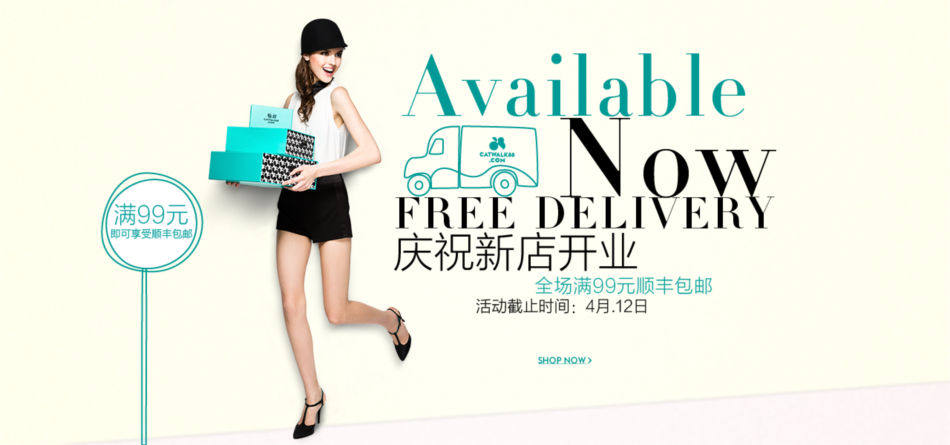 Available
Now
CATWALK88
.COM
FREE DELIVERY
庆祝新店开业
全场满99元顺丰包邮
活动截止时间：4月.12日
SHOP NOW >
满99元
即可享受顺丰包邮